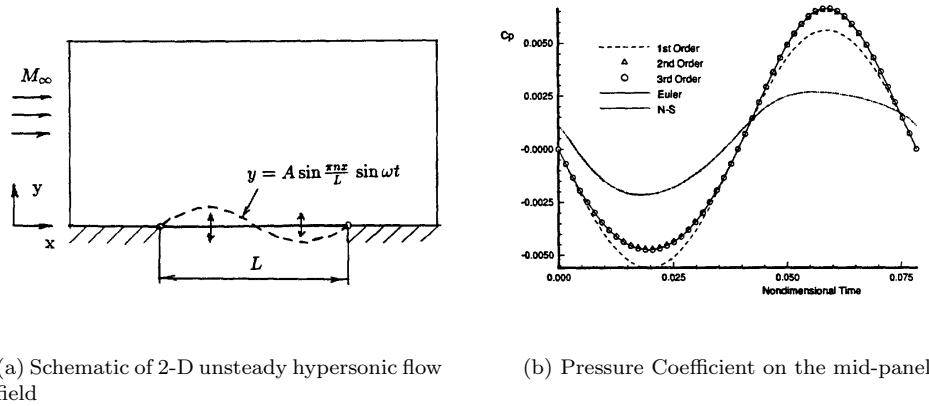 M∞
y
x
y = A sin πnx/L sin ωt
L
Cp
0.0050
0.0025
-0.0000
-0.0025
-0.0050
1st Order
2nd Order
3rd Order
Euler
N-S
0.000 0.025 0.050 0.075
Nondimensional Time
(a) Schematic of 2-D unsteady hypersonic flow
field
(b) Pressure Coefficient on the mid-panel